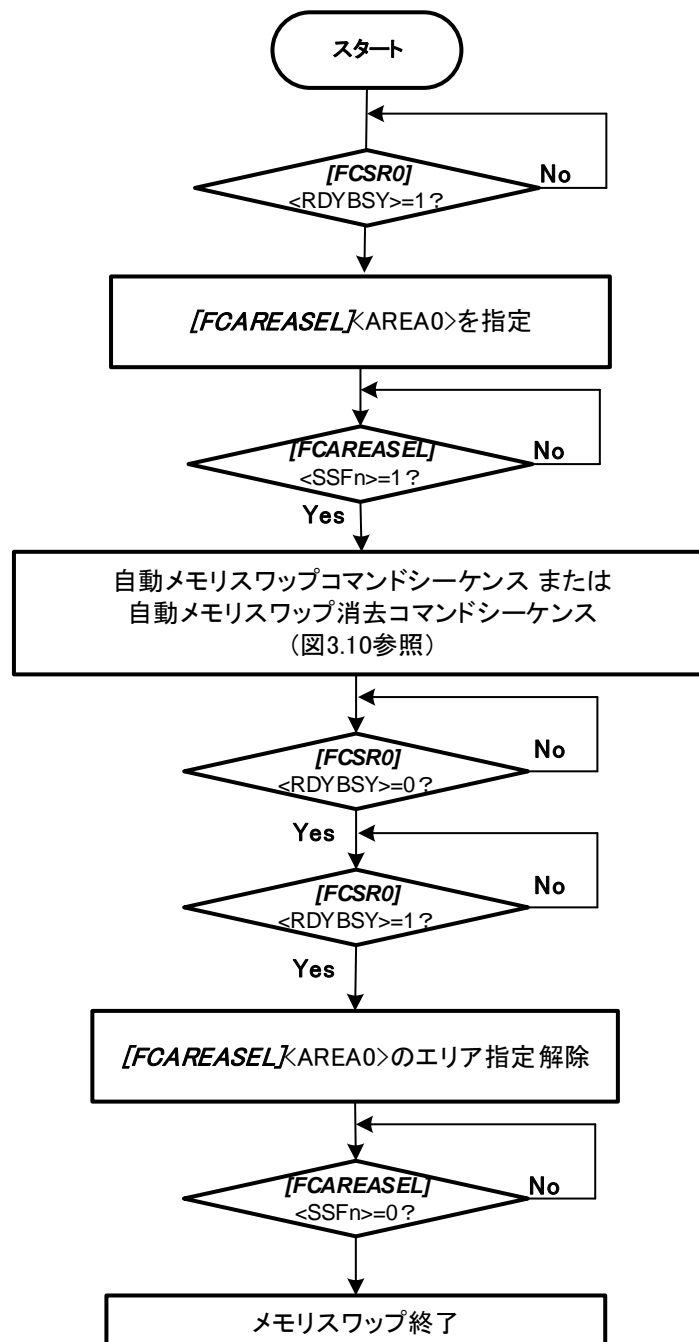 スタート
[FCSR0]
<RDYBSY>=1?
No
[FCAREASEL]<AREA0>を指定
[FCAREASEL]
<SSFn>=1?
No
Yes
自動メモリスワップコマンドシーケンス または
自動メモリスワップ消去コマンドシーケンス
(図3.10参照)
[FCSR0]
<RDYBSY>=0?
No
Yes
[FCSR0]
<RDYBSY>=1?
No
Yes
[FCAREASEL]<AREA0>のエリア指定解除
[FCAREASEL]
<SSFn>=0?
No
メモリスワップ終了